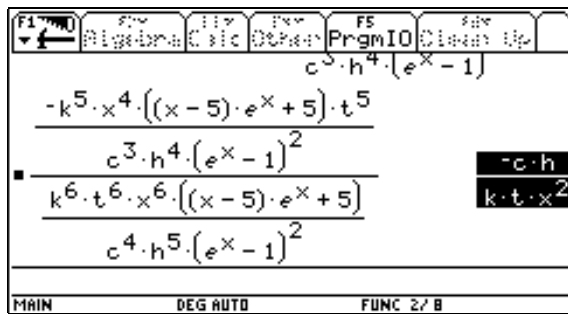 F1 Algebra Calc Other F5 PrgmIO Clean Up
c³·h⁴·(eˣ − 1)
-k⁵·x⁴·((x − 5)·eˣ + 5)·t⁵
c³·h⁴·(eˣ − 1)²
k⁶·t⁶·x⁶·((x − 5)·eˣ + 5)
c⁴·h⁵·(eˣ − 1)²
-c·h
k·t·x²
MAIN DEG AUTO FUNC 2/8